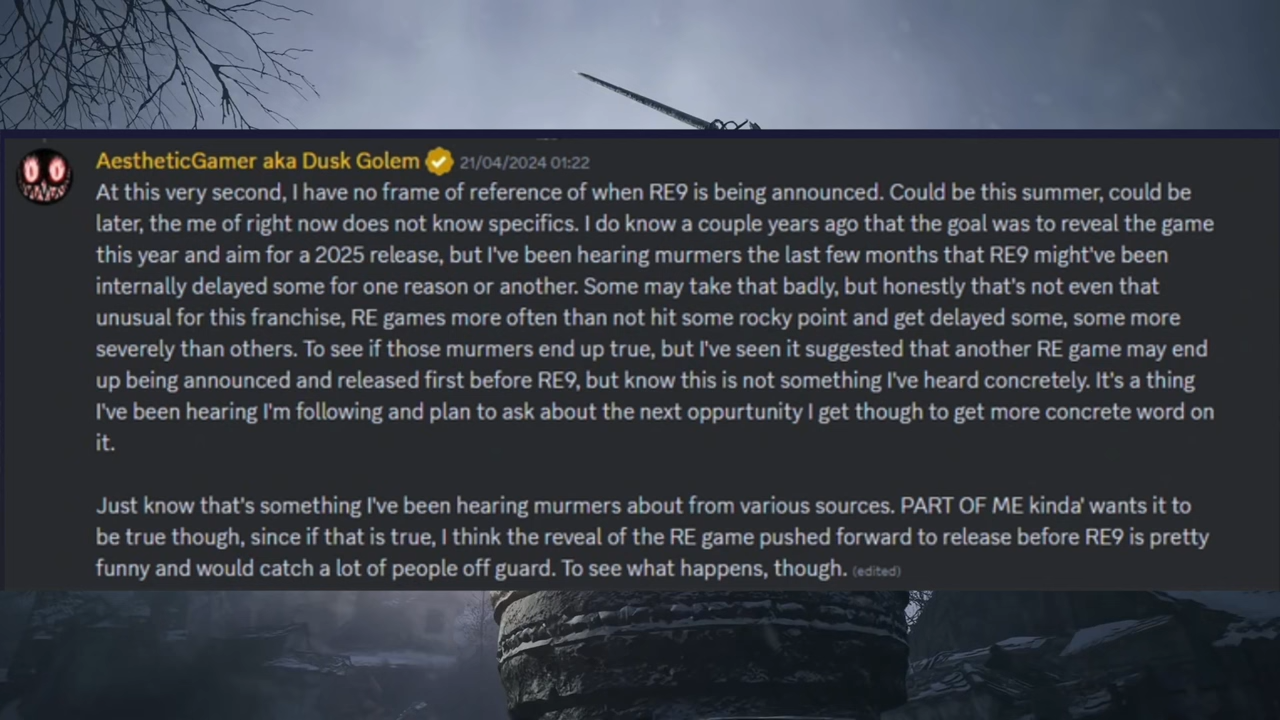 AestheticGamer aka Dusk Golem 21/04/2024 01:22
At this very second, I have no frame of reference of when RE9 is being announced. Could be this summer, could be
later, the me of right now does not know specifics. I do know a couple years ago that the goal was to reveal the game
this year and aim for a 2025 release, but I've been hearing murmers the last few months that RE9 might've been
internally delayed some for one reason or another. Some may take that badly, but honestly that's not even that
unusual for this franchise, RE games more often than not hit some rocky point and get delayed some, some more
severely than others. To see if those murmers end up true, but I've seen it suggested that another RE game may end
up being announced and released first before RE9, but know this is not something I've heard concretely. It's a thing
I've been hearing I'm following and plan to ask about the next oppurtunity I get though to get more concrete word on
it.
Just know that's something I've been hearing murmers about from various sources. PART OF ME kinda' wants it to
be true though, since if that is true, I think the reveal of the RE game pushed forward to release before RE9 is pretty
funny and would catch a lot of people off guard. To see what happens, though. (edited)